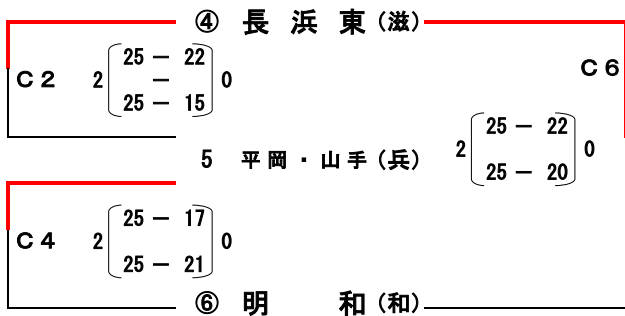 ④ 長浜東(滋)
C2 2 25 － 22 0
－
25 － 15
C6
5 平岡・山手(兵)
2 25 － 22 0
25 － 20
C4 2 25 － 17 0
25 － 21
⑥ 明 和(和)